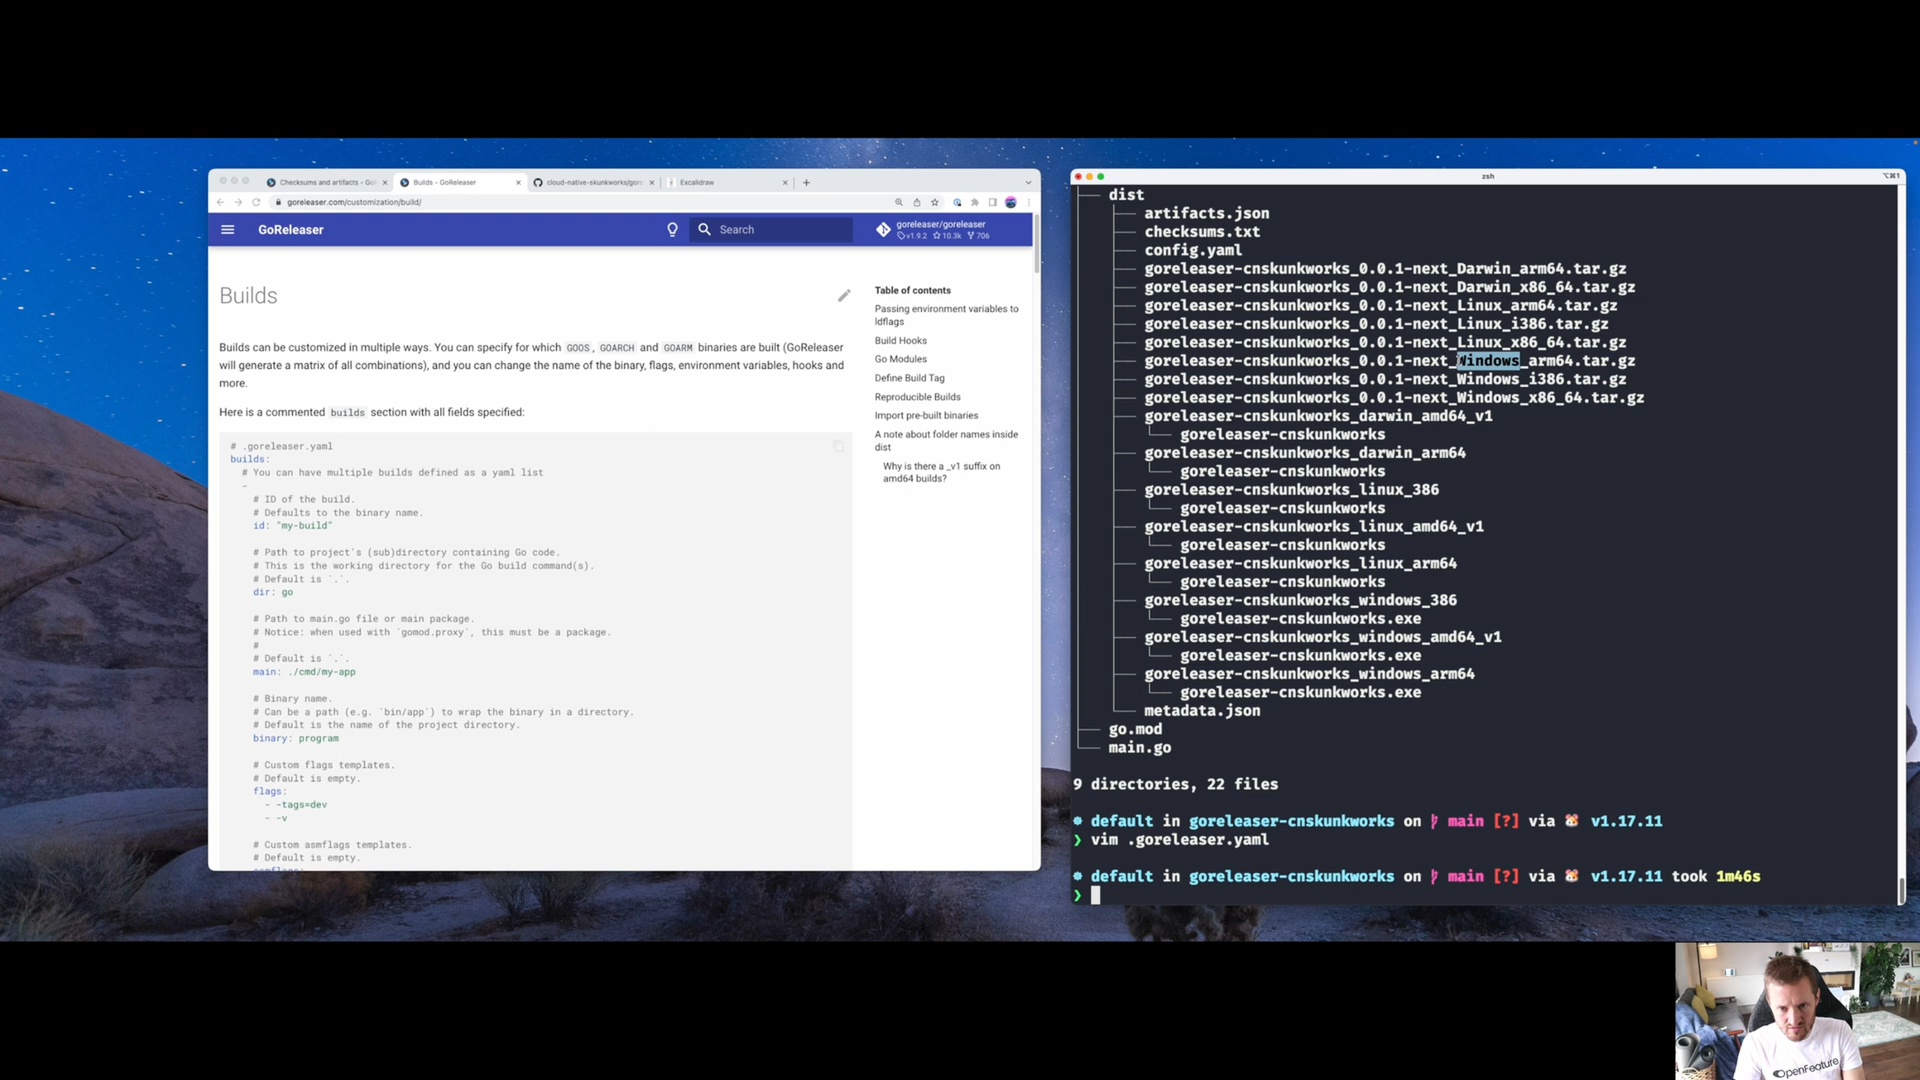 Checksums and artifacts - Go
Builds - GoReleaser
cloud-native-skunkworks/gore
Excalidraw
goreleaser.com/customization/build/
GoReleaser
Search
goreleaser/goreleaser
v1.9.2 10.3k 706
Builds
Builds can be customized in multiple ways. You can specify for which GOOS, GOARCH and GOARM binaries are built (GoReleaser
will generate a matrix of all combinations), and you can change the name of the binary, flags, environment variables, hooks and
more.
Here is a commented builds section with all fields specified:
# .goreleaser.yaml
builds:
# You can have multiple builds defined as a yaml list
-
# ID of the build.
# Defaults to the binary name.
id: "my-build"
# Path to project's (sub)directory containing Go code.
# This is the working directory for the Go build command(s).
# Default is `.`.
dir: go
# Path to main.go file or main package.
# Notice: when used with `gomod.proxy`, this must be a package.
#
# Default is `.`.
main: ./cmd/my-app
# Binary name.
# Can be a path (e.g. `bin/app`) to wrap the binary in a directory.
# Default is the name of the project directory.
binary: program
# Custom flags templates.
# Default is empty.
flags:
- -tags=dev
- -v
# Custom asmflags templates.
# Default is empty.
Table of contents
Passing environment variables to
ldflags
Build Hooks
Go Modules
Define Build Tag
Reproducible Builds
Import pre-built binaries
A note about folder names inside
dist
Why is there a _v1 suffix on
amd64 builds?
zsh
⌥⌘1
dist
artifacts.json
checksums.txt
config.yaml
goreleaser-cnskunkworks_0.0.1-next_Darwin_arm64.tar.gz
goreleaser-cnskunkworks_0.0.1-next_Darwin_x86_64.tar.gz
goreleaser-cnskunkworks_0.0.1-next_Linux_arm64.tar.gz
goreleaser-cnskunkworks_0.0.1-next_Linux_i386.tar.gz
goreleaser-cnskunkworks_0.0.1-next_Linux_x86_64.tar.gz
goreleaser-cnskunkworks_0.0.1-next_Windows_arm64.tar.gz
goreleaser-cnskunkworks_0.0.1-next_Windows_i386.tar.gz
goreleaser-cnskunkworks_0.0.1-next_Windows_x86_64.tar.gz
goreleaser-cnskunkworks_darwin_amd64_v1
goreleaser-cnskunkworks
goreleaser-cnskunkworks_darwin_arm64
goreleaser-cnskunkworks
goreleaser-cnskunkworks_linux_386
goreleaser-cnskunkworks
goreleaser-cnskunkworks_linux_amd64_v1
goreleaser-cnskunkworks
goreleaser-cnskunkworks_linux_arm64
goreleaser-cnskunkworks
goreleaser-cnskunkworks_windows_386
goreleaser-cnskunkworks.exe
goreleaser-cnskunkworks_windows_amd64_v1
goreleaser-cnskunkworks.exe
goreleaser-cnskunkworks_windows_arm64
goreleaser-cnskunkworks.exe
metadata.json
go.mod
main.go
9 directories, 22 files
default in goreleaser-cnskunkworks on main [?] via 🐹 v1.17.11
❯ vim .goreleaser.yaml
default in goreleaser-cnskunkworks on main [?] via 🐹 v1.17.11 took 1m46s
❯
OpenFeature